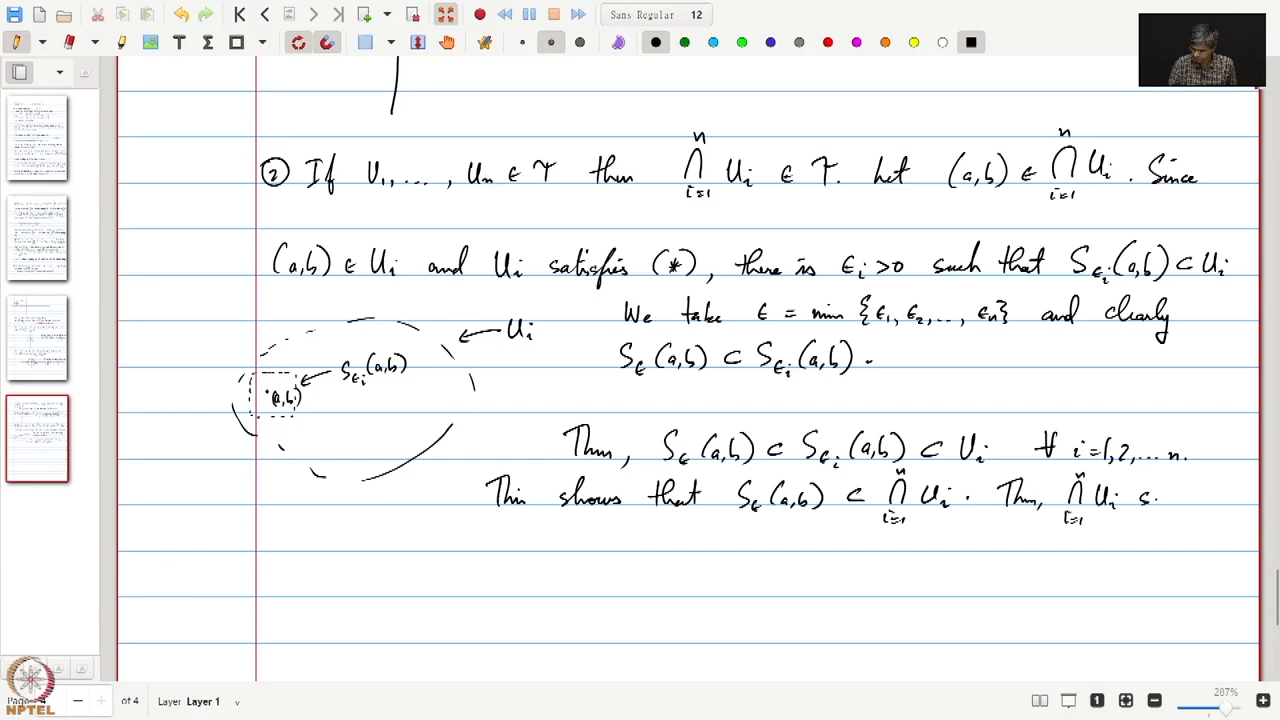 Sans Regular 12
② If U₁, ..., Uₙ ∈ 𝒯 then ⋂ᵢ₌₁ⁿ Uᵢ ∈ 𝒯. Let (a,b) ∈ ⋂ᵢ₌₁ⁿ Uᵢ. Since
(a,b) ∈ Uᵢ and Uᵢ satisfies (*), there is ϵᵢ>0 such that S_ϵᵢ(a,b) ⊂ Uᵢ
We take ϵ = min {ϵ₁, ϵ₂, .., ϵₙ} and clearly
S_ϵ(a,b) ⊂ S_ϵᵢ(a,b).
Uᵢ
S_ϵᵢ(a,b)
(a,b)
Thus, S_ϵ(a,b) ⊂ S_ϵᵢ(a,b) ⊂ Uᵢ ∀ i=1,2,...n.
This shows that S_ϵ(a,b) ⊂ ⋂ᵢ₌₁ⁿ Uᵢ. Thus, ⋂ᵢ₌₁ⁿ Uᵢ s.
of 4 Layer Layer 1 287%
NPTEL